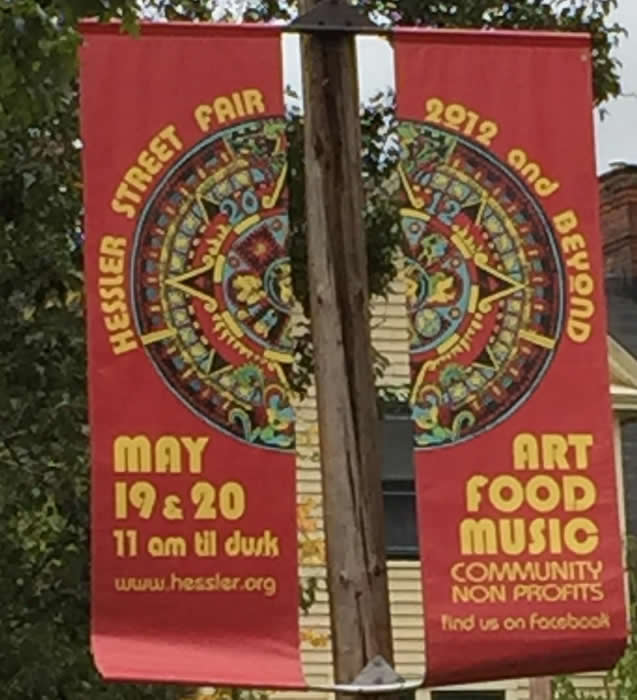 HESSLER STREET FAIR
20
MAY
19 & 20
11 am til dusk
www.hessler.org
2012 and BEYOND
12
ART
FOOD
MUSIC
COMMUNITY
NON PROFITS
find us on facebook